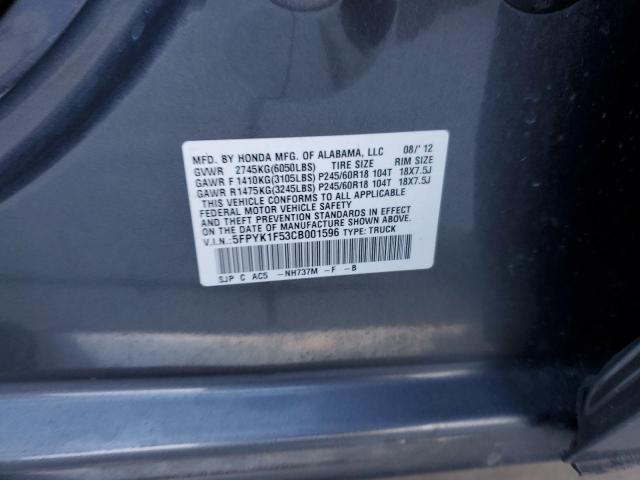 MFD. BY HONDA MFG. OF ALABAMA, LLC 08/'12
GVWR 2745KG(6050LBS) TIRE SIZE RIM SIZE
GAWR F1410KG(3105LBS) P245/60R18 104T 18X7.5J
GAWR R1475KG(3245LBS) P245/60R18 104T 18X7.5J
THIS VEHICLE CONFORMS TO ALL APPLICABLE
FEDERAL MOTOR VEHICLE SAFETY AND
THEFT PREVENTION STANDARDS IN EFFECT ON
THE DATE OF MANUFACTURE SHOWN ABOVE.
V.I.N.:5FPYK1F53CB001596 TYPE:TRUCK
SJP C AC5 -NH737M -F -B